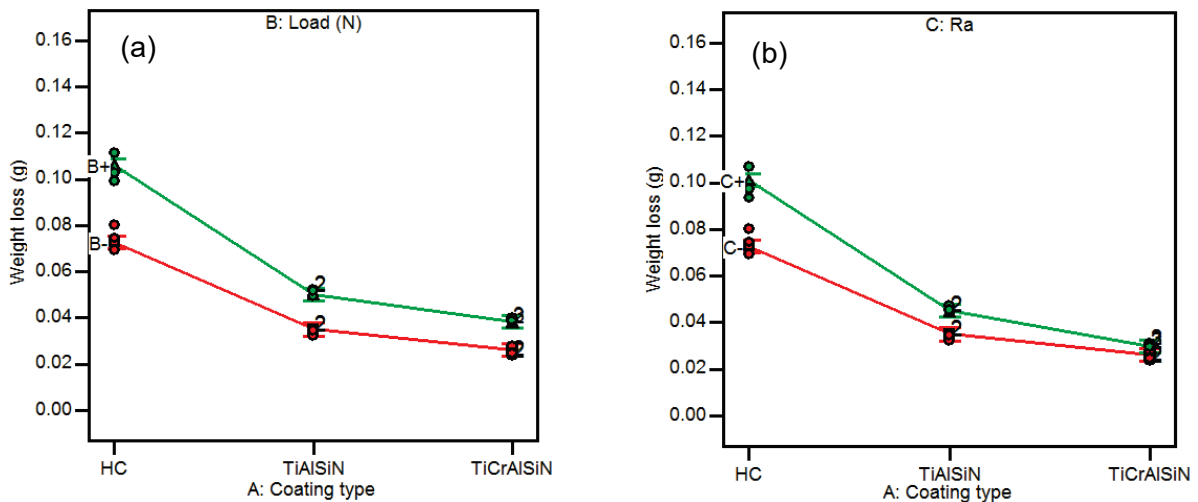 B: Load (N)
(a)
0.16
0.14
0.12
0.10
0.08
0.06
0.04
0.02
0.00
Weight loss (g)
B+
B-
2
2
2
2
HC
TiAlSiN
TiCrAlSiN
A: Coating type
C: Ra
(b)
0.16
0.14
0.12
0.10
0.08
0.06
0.04
0.02
0.00
Weight loss (g)
C+
C-
2
2
HC
TiAlSiN
TiCrAlSiN
A: Coating type